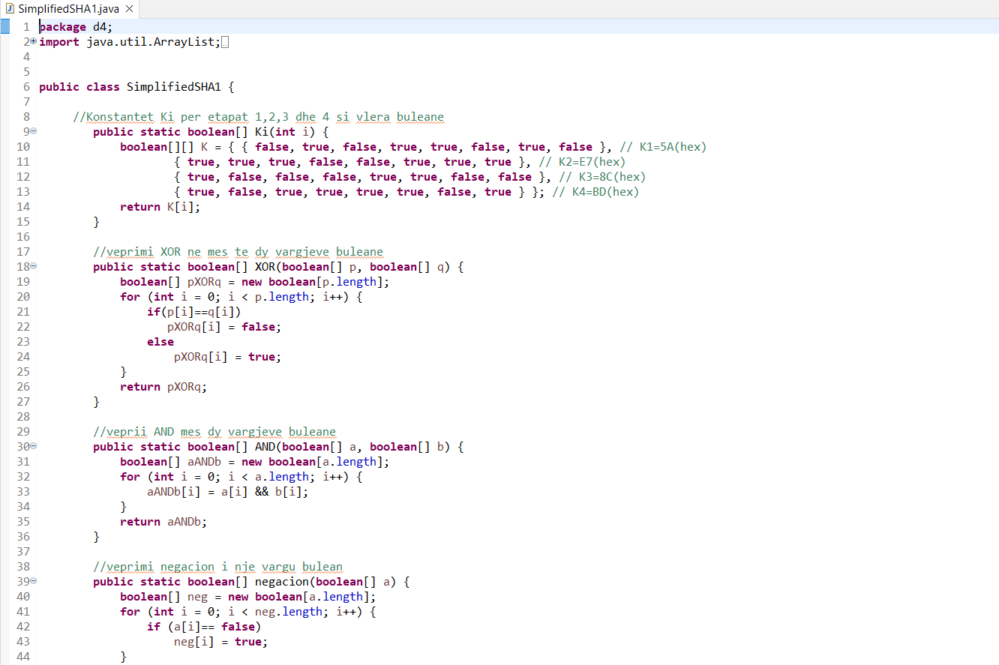 SimplifiedSHA1.java
1 package d4;
2 import java.util.ArrayList;
4
5
6 public class SimplifiedSHA1 {
7
8 //Konstantet Ki per etapat 1,2,3 dhe 4 si vlera buleane
9 public static boolean[] Ki(int i) {
10 boolean[][] K = { { false, true, false, true, true, false, true, false }, // K1=5A(hex)
11 { true, true, true, false, false, true, true, true }, // K2=E7(hex)
12 { true, false, false, false, true, true, false, false }, // K3=8C(hex)
13 { true, false, true, true, true, true, false, true } }; // K4=BD(hex)
14 return K[i];
15 }
16
17 //veprimi XOR ne mes te dy vargjeve buleane
18 public static boolean[] XOR(boolean[] p, boolean[] q) {
19 boolean[] pXORq = new boolean[p.length];
20 for (int i = 0; i < p.length; i++) {
21 if(p[i]==q[i])
22 pXORq[i] = false;
23 else
24 pXORq[i] = true;
25 }
26 return pXORq;
27 }
28
29 //veprii AND mes dy vargjeve buleane
30 public static boolean[] AND(boolean[] a, boolean[] b) {
31 boolean[] aANDb = new boolean[a.length];
32 for (int i = 0; i < a.length; i++) {
33 aANDb[i] = a[i] && b[i];
34 }
35 return aANDb;
36 }
37
38 //veprimi negacion i nje vargu bulean
39 public static boolean[] negacion(boolean[] a) {
40 boolean[] neg = new boolean[a.length];
41 for (int i = 0; i < neg.length; i++) {
42 if (a[i]== false)
43 neg[i] = true;
44 }